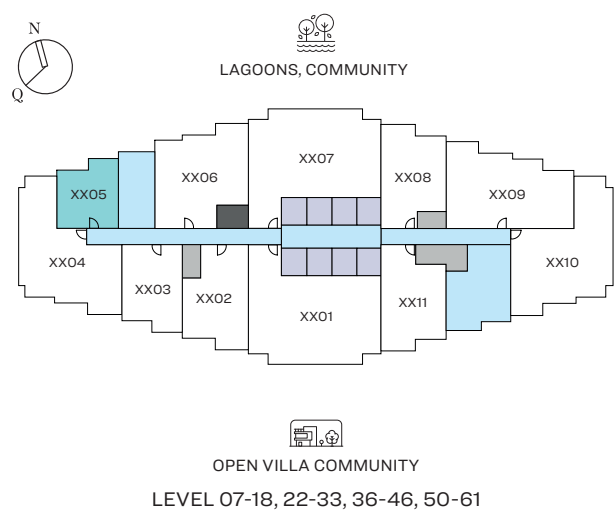 N
Q
LAGOONS, COMMUNITY
XX07
XX06
XX08
XX05
XX09
XX04
XX10
XX03
XX02
XX01
XX11
OPEN VILLA COMMUNITY
LEVEL 07-18, 22-33, 36-46, 50-61